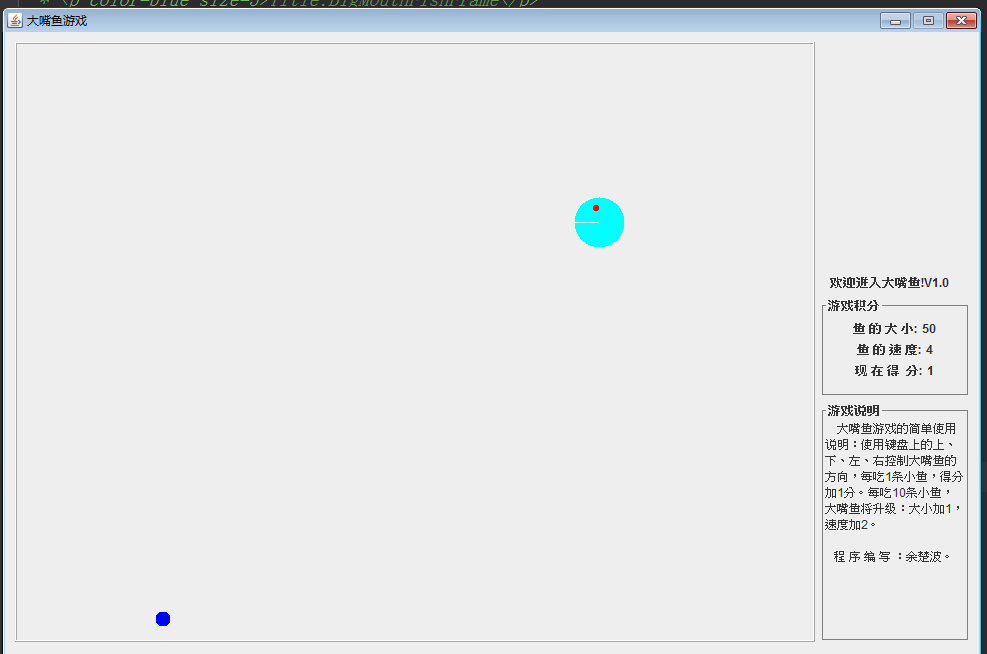 * <p color=blue size=5>Title:BigMouthFishFrame</p>
大嘴鱼游戏
欢迎进入大嘴鱼!V1.0
游戏积分
鱼 的 大 小: 50
鱼 的 速 度: 4
现 在 得 分: 1
游戏说明
大嘴鱼游戏的简单使用
说明：使用键盘上的上、
下、左、右控制大嘴鱼的
方向，每吃1条小鱼，得分
加1分。每吃10条小鱼，
大嘴鱼将升级：大小加1，
速度加2。
程 序 编 写 ：余楚波。